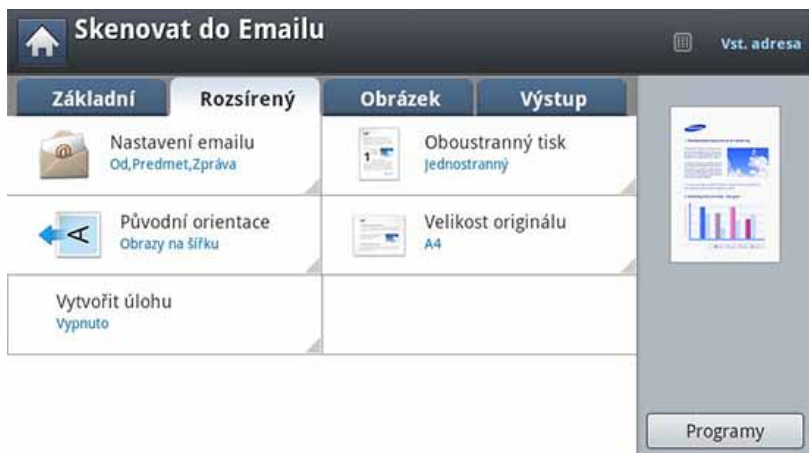 Skenovat do Emailu
Vst. adresa
Základní
Rozsírený
Obrázek
Výstup
Nastavení emailu
Od,Predmet,Zpráva
Oboustranný tisk
Jednostranný
Původní orientace
Obrazy na šířku
Velikost originálu
A4
Vytvořit úlohu
Vypnuto
Programy